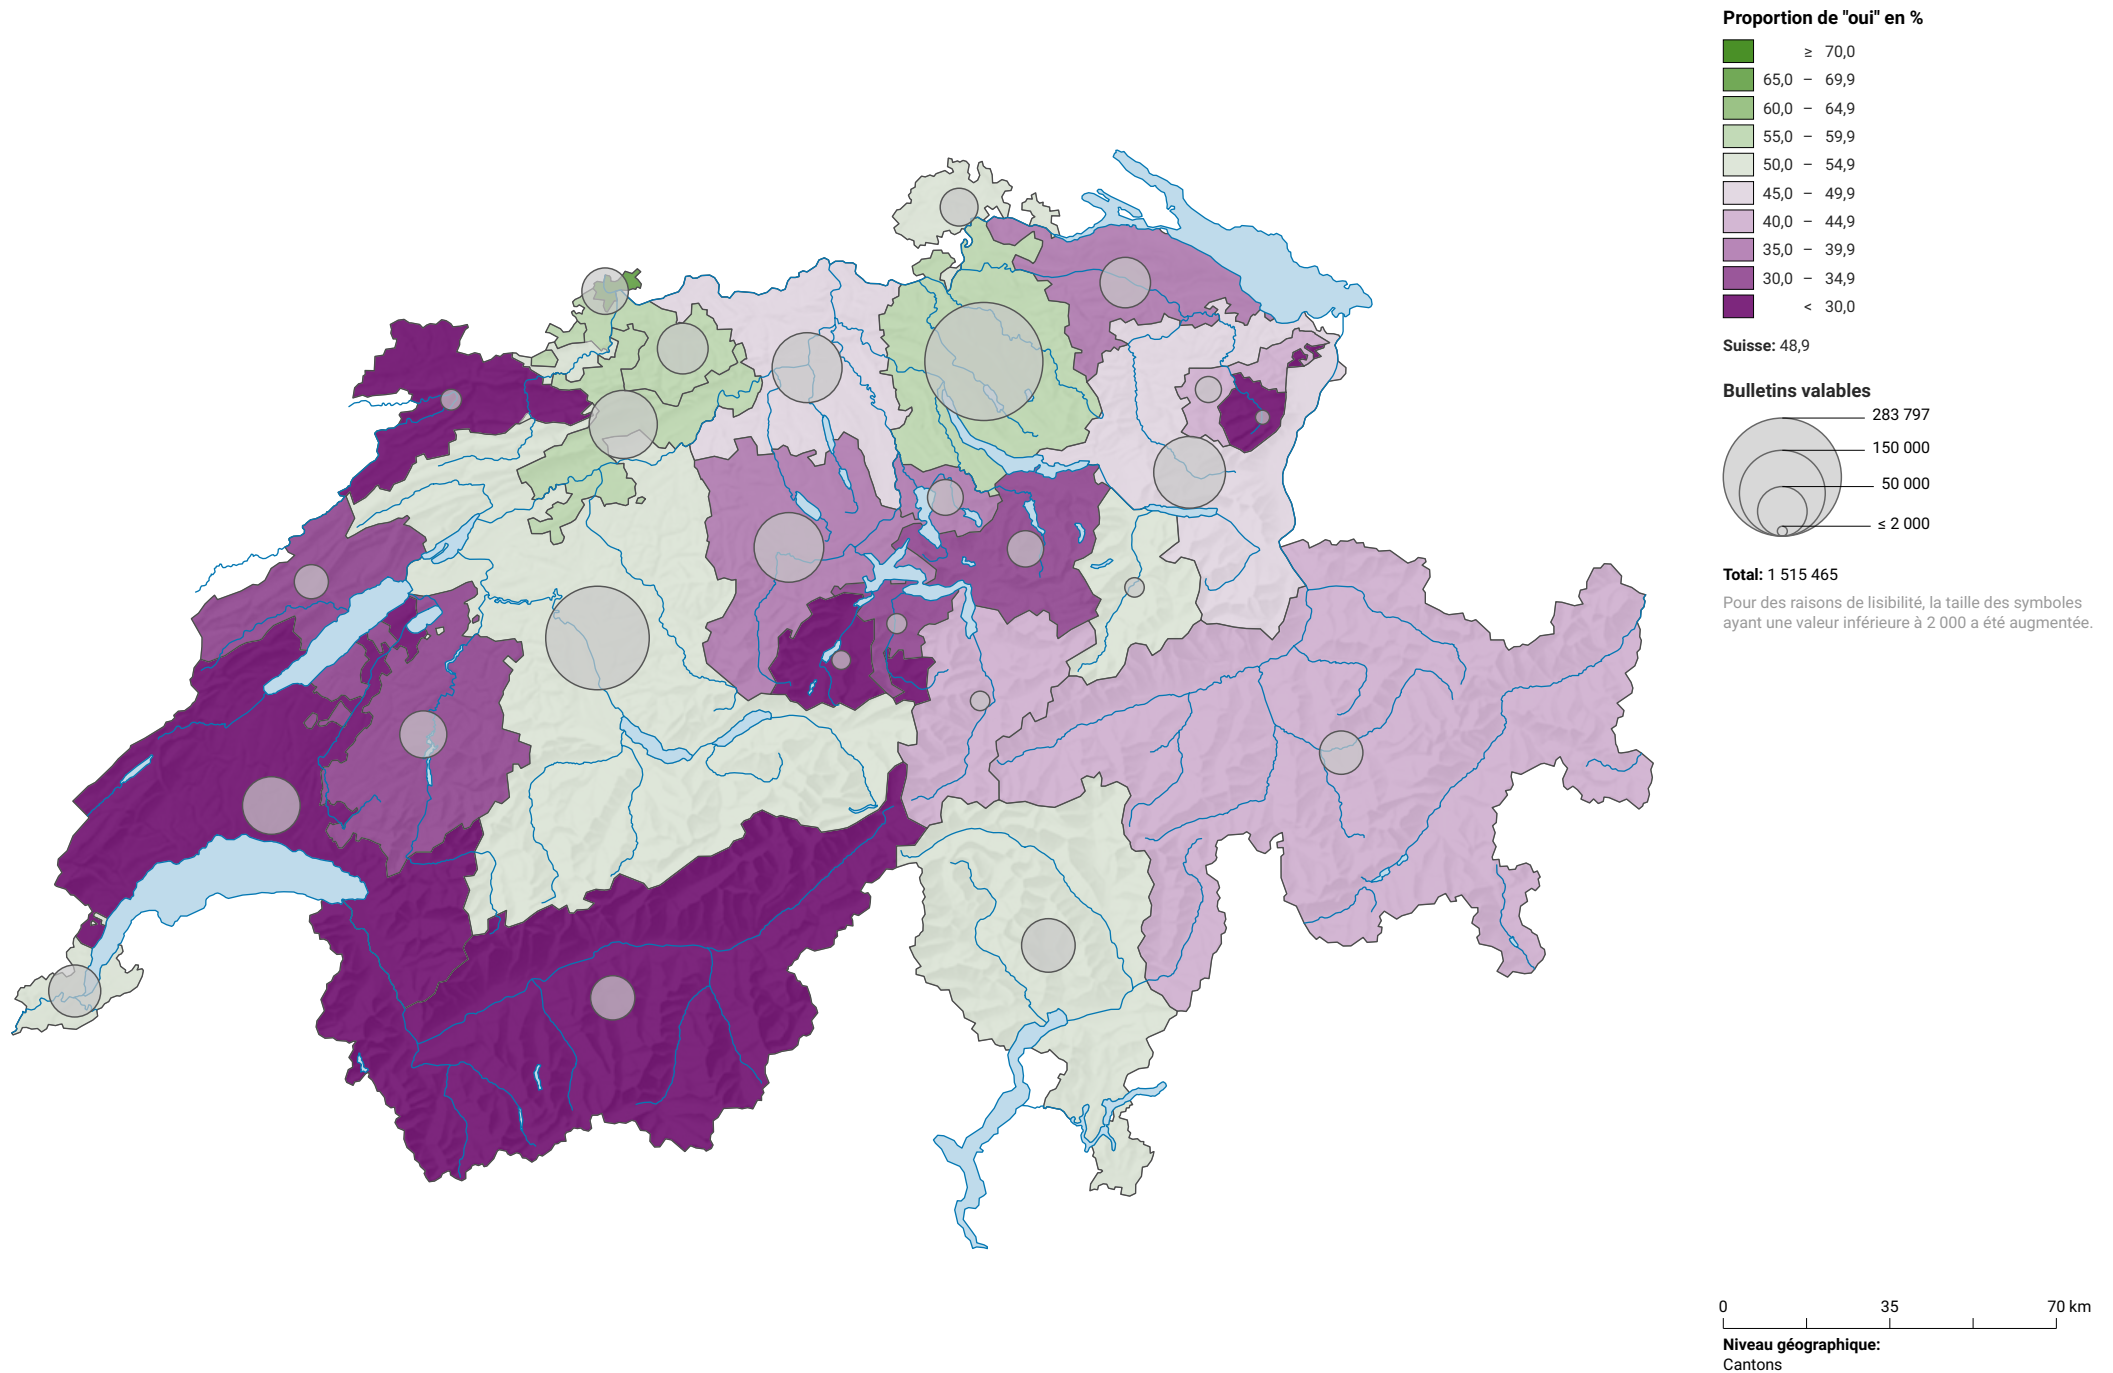 Proportion de "oui" en %
≥ 70,0
65,0 – 69,9
60,0 – 64,9
55,0 – 59,9
50,0 – 54,9
45,0 – 49,9
40,0 – 44,9
35,0 – 39,9
30,0 – 34,9
< 30,0
Suisse: 48,9
Bulletins valables
283 797
150 000
50 000
≤ 2 000
Total: 1 515 465
Pour des raisons de lisibilité, la taille des symboles
ayant une valeur inférieure à 2 000 a été augmentée.
0 35 70 km
Niveau géographique:
Cantons